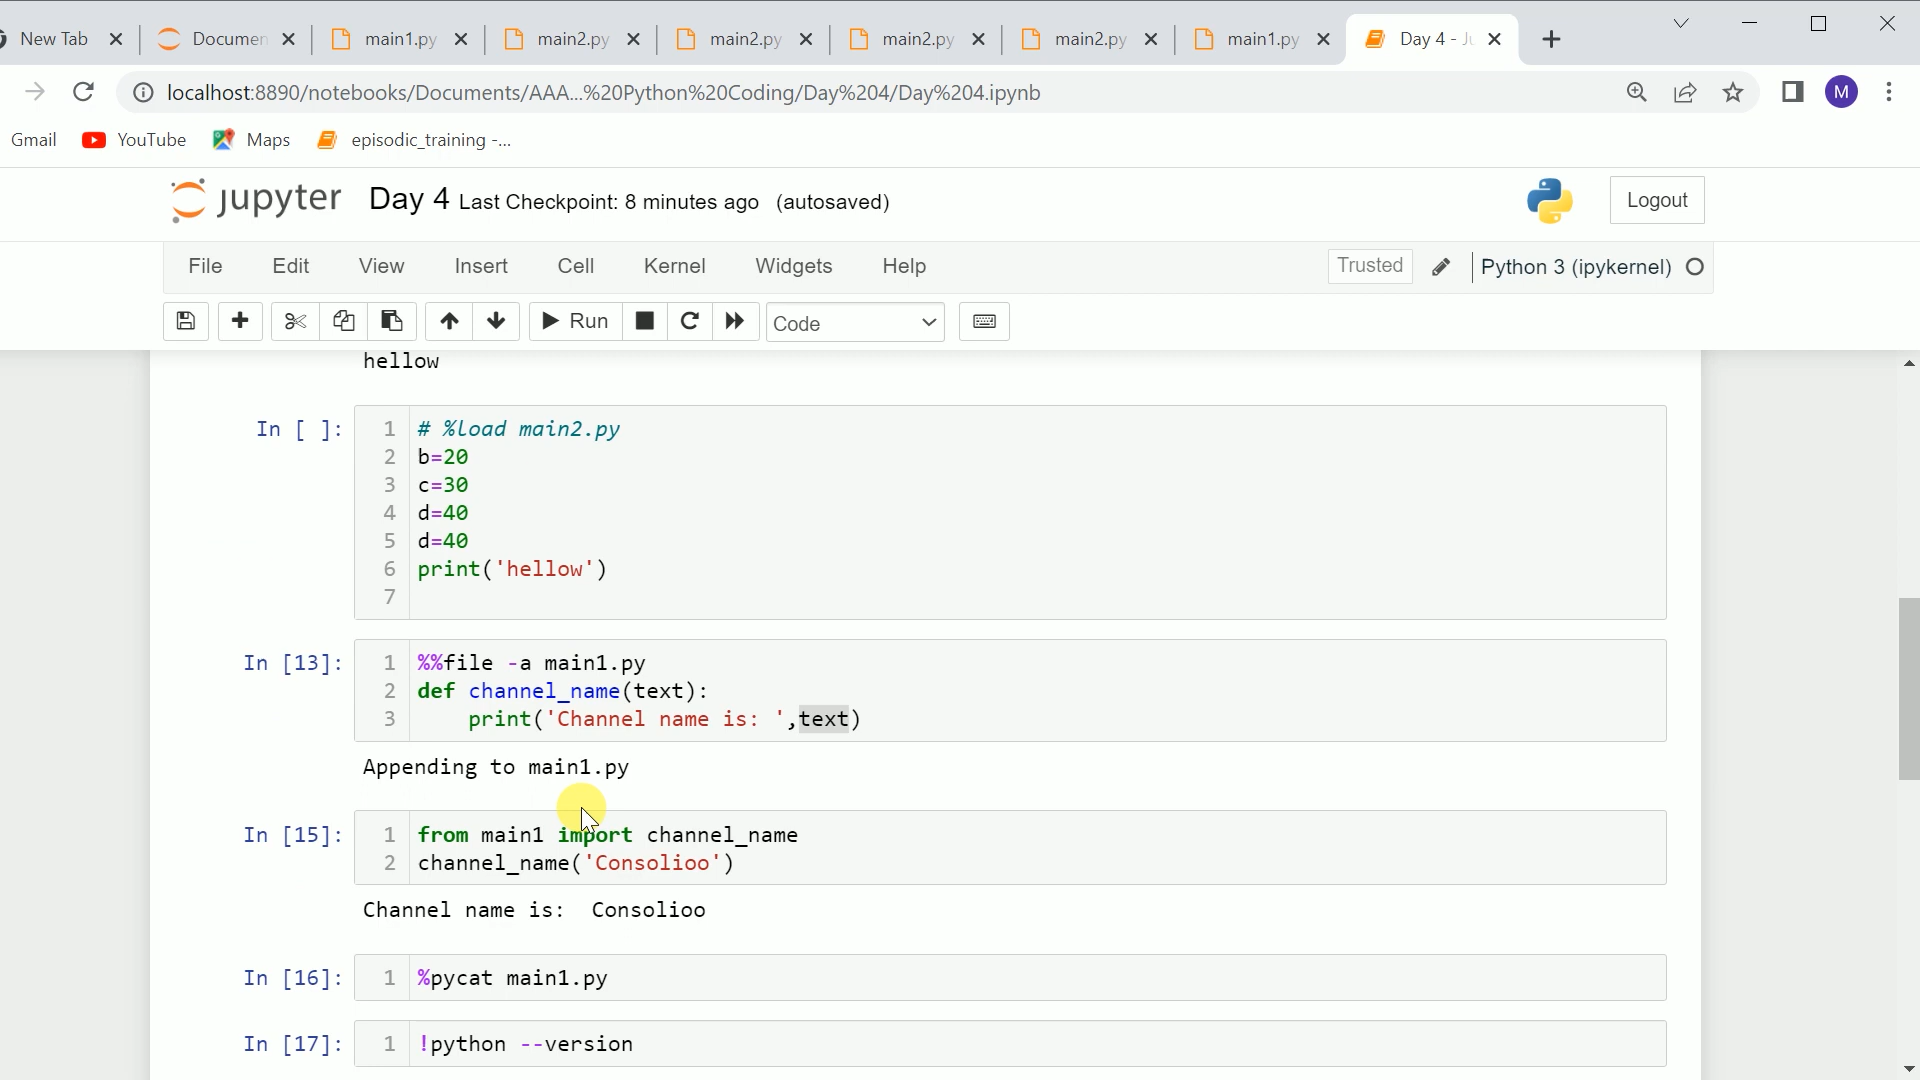 New Tab
Documen
main1.py
main2.py
main2.py
main2.py
main2.py
main1.py
Day 4 - Ju
localhost:8890/notebooks/Documents/AAA...%20Python%20Coding/Day%204/Day%204.ipynb
M
Gmail
YouTube
Maps
episodic_training -...
jupyter
Day 4 Last Checkpoint: 8 minutes ago (autosaved)
Logout
File Edit View Insert Cell Kernel Widgets Help
Trusted
Python 3 (ipykernel)
Run
Code
hellow
In [ ]:
1 # %load main2.py
2 b=20
3 c=30
4 d=40
5 d=40
6 print('hellow')
7
In [13]:
1 %%file -a main1.py
2 def channel_name(text):
3 print('Channel name is: ',text)
Appending to main1.py
In [15]:
1 from main1 import channel_name
2 channel_name('Consolioo')
Channel name is:  Consolioo
In [16]:
1 %pycat main1.py
In [17]:
1 !python --version